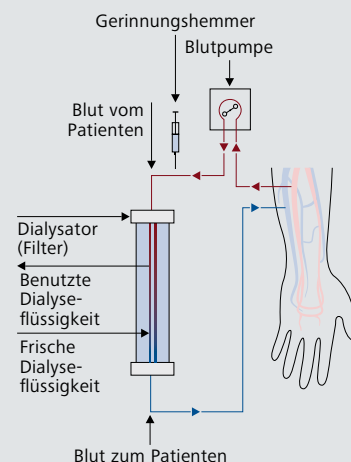 Gerinnungshemmer
Blutpumpe
Blut vom
Patienten
Dialysator
(Filter)
Benutzte
Dialyse-
flüssigkeit
Frische
Dialyse-
flüssigkeit
Blut zum Patienten